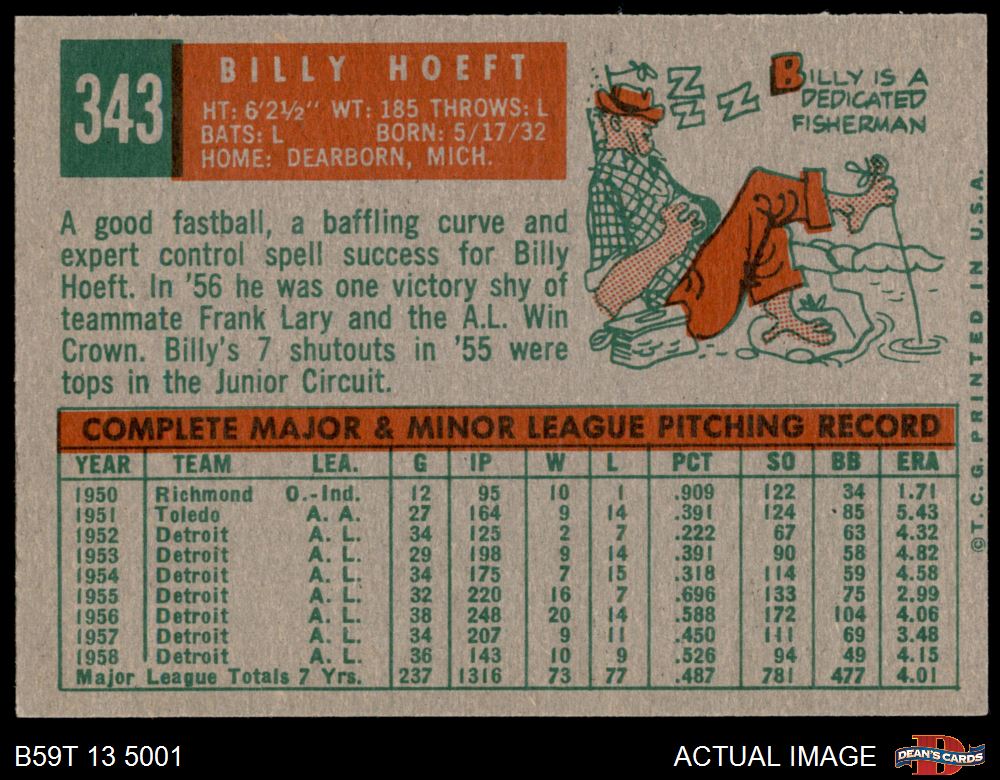 343
BILLY HOEFT
HT: 6'2½" WT: 185 THROWS: L
BATS: L BORN: 5/17/32
HOME: DEARBORN, MICH.
Z Z Z Z
BILLY IS A
DEDICATED
FISHERMAN
A good fastball, a baffling curve and
expert control spell success for Billy
Hoeft. In '56 he was one victory shy of
teammate Frank Lary and the A.L. Win
Crown. Billy's 7 shutouts in '55 were
tops in the Junior Circuit.
COMPLETE MAJOR & MINOR LEAGUE PITCHING RECORD
YEAR TEAM LEA. G IP W L PCT SO BB ERA
1950 Richmond O.-Ind. 12 95 10 1 .909 122 34 1.71
1951 Toledo A. A. 27 164 9 14 .391 124 85 5.43
1952 Detroit A. L. 34 125 2 7 .222 67 63 4.32
1953 Detroit A. L. 29 198 9 14 .391 90 58 4.82
1954 Detroit A. L. 34 175 7 15 .318 114 59 4.58
1955 Detroit A. L. 32 220 16 7 .696 133 75 2.99
1956 Detroit A. L. 38 248 20 14 .588 172 104 4.06
1957 Detroit A. L. 34 207 9 11 .450 111 69 3.48
1958 Detroit A. L. 36 143 10 9 .526 94 49 4.15
Major League Totals 7 Yrs. 237 1316 73 77 .487 781 477 4.01
©T.C.G. PRINTED IN U.S.A.
B59T 13 5001
ACTUAL IMAGE
DEAN'S CARDS